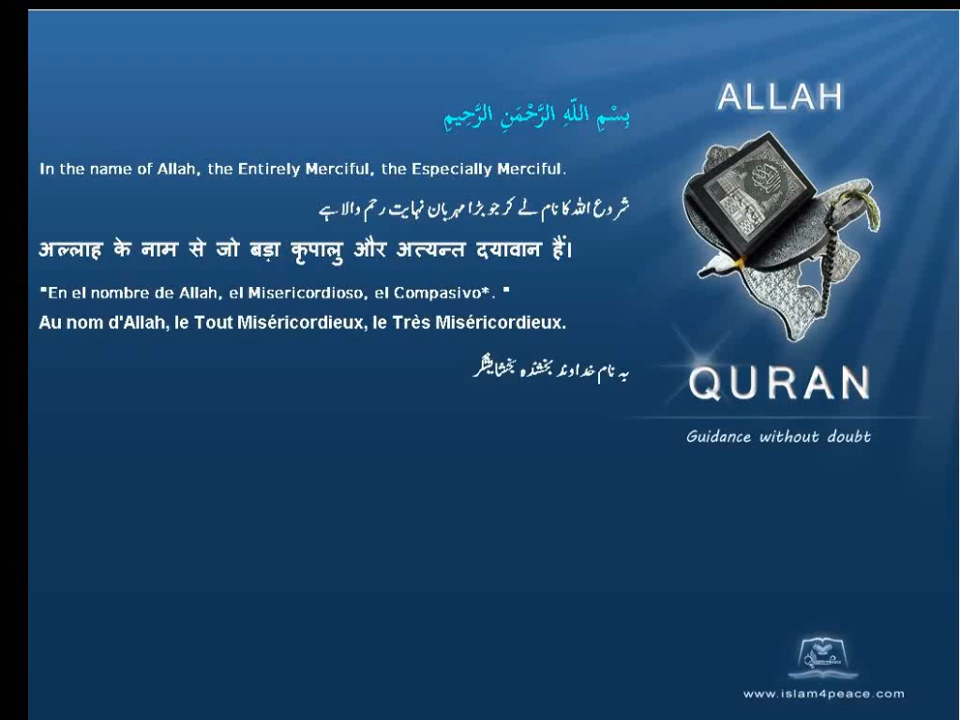 بِسْمِ اللَّهِ الرَّحْمَنِ الرَّحِيمِ
In the name of Allah, the Entirely Merciful, the Especially Merciful.
شروع الله کا نام لے کر جو بڑا مہربان نہایت رحم والا ہے
अल्लाह के नाम से जो बड़ा कृपालु और अत्यन्त दयावान हैं।
"En el nombre de Allah, el Misericordioso, el Compasivo*. "
Au nom d'Allah, le Tout Miséricordieux, le Très Miséricordieux.
به نام خداوند بخشنده بخشایشگر
ALLAH
QURAN
Guidance without doubt
www.islam4peace.com